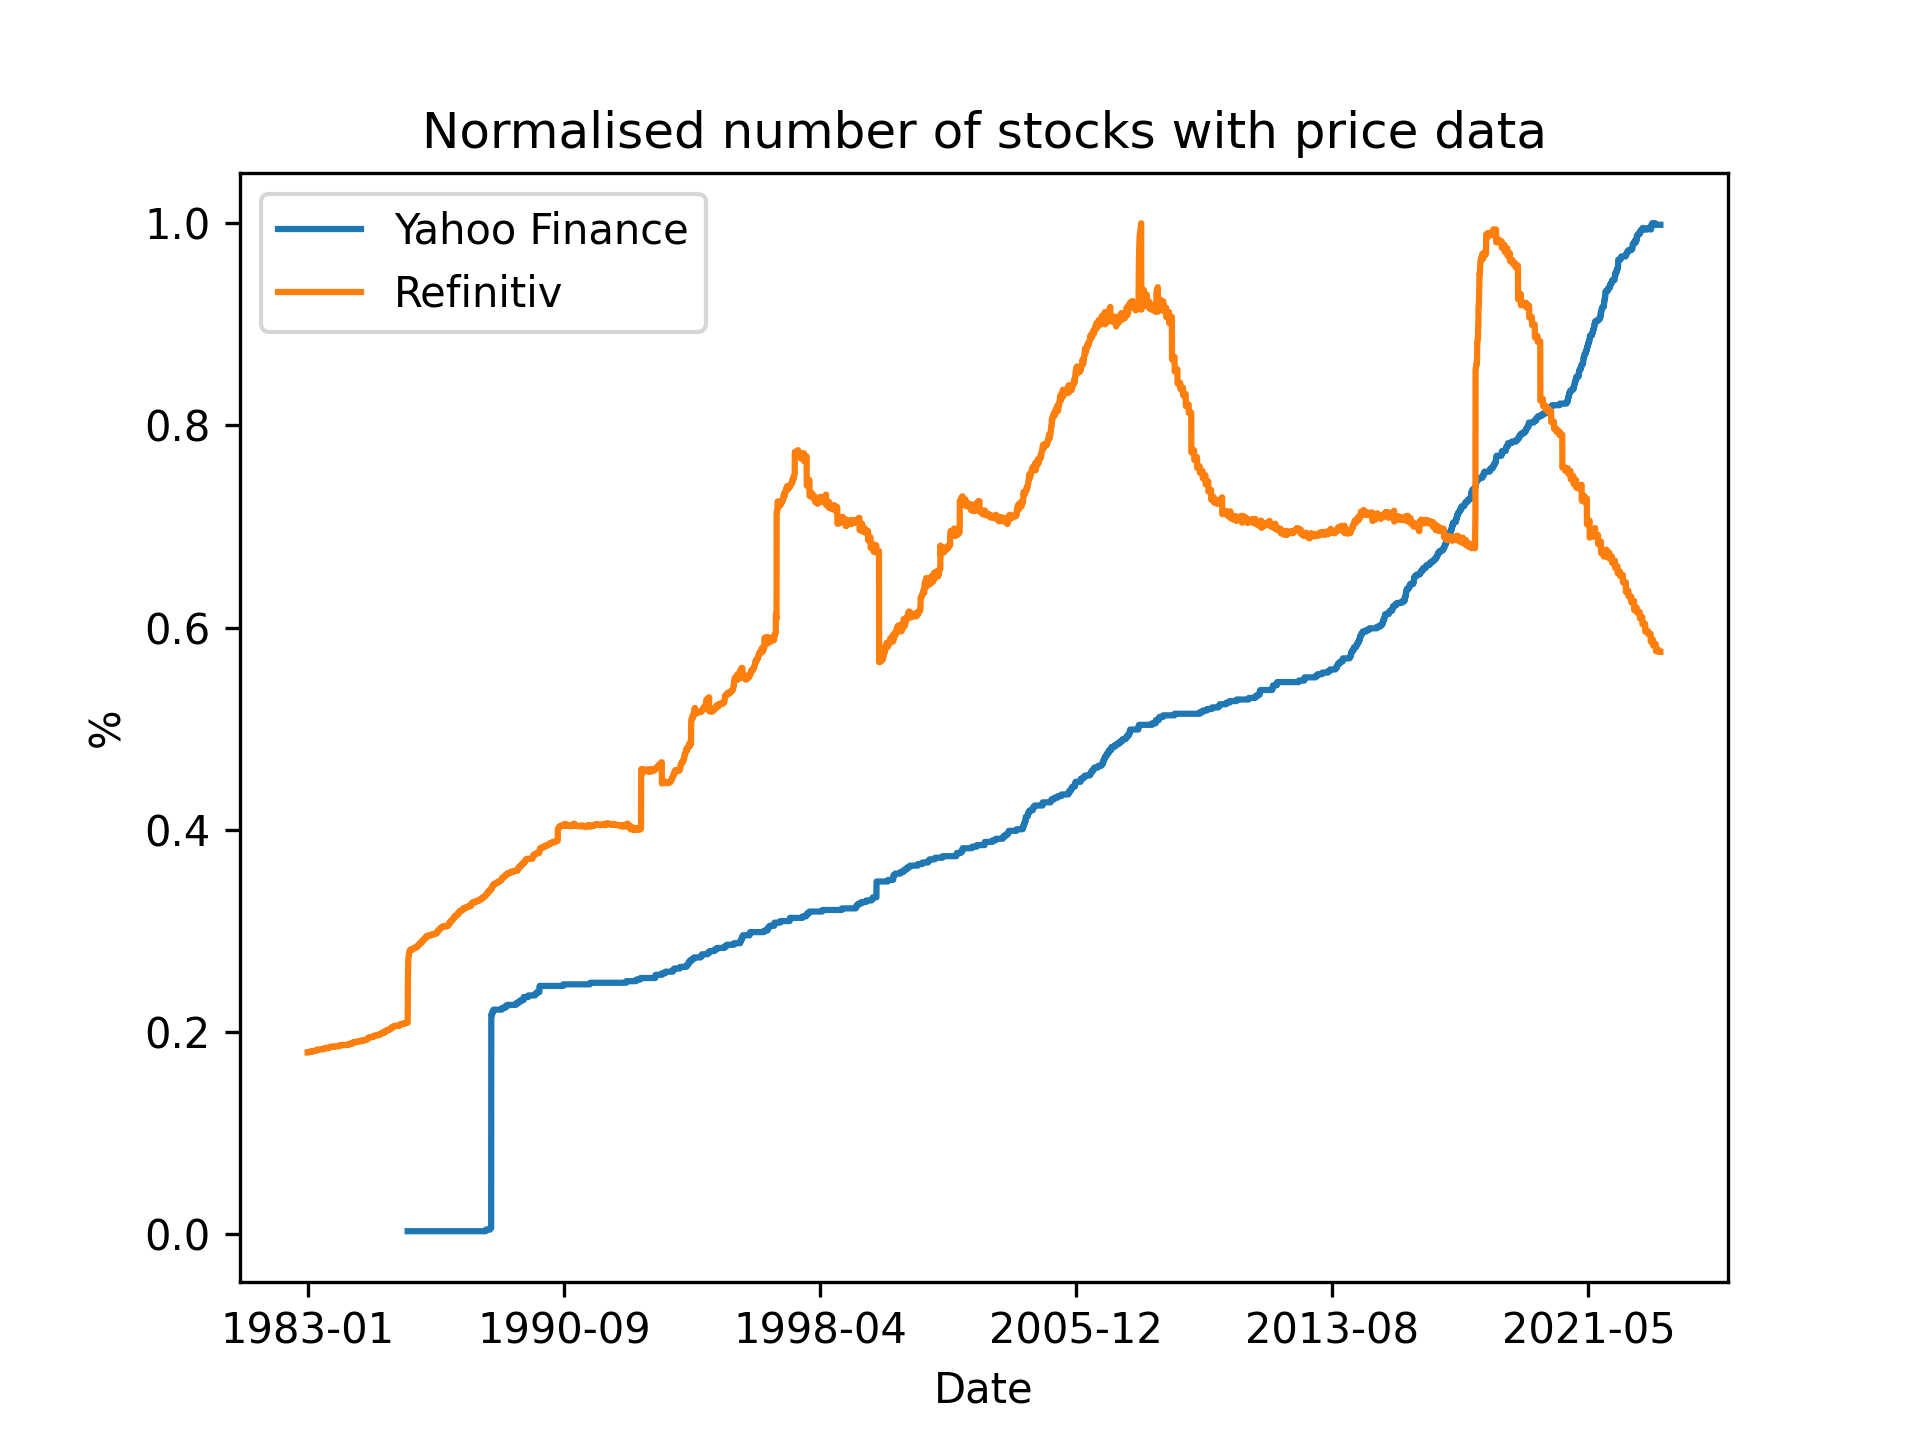 Normalised number of stocks with price data
Yahoo Finance
Refinitiv
1.0
0.8
0.6
0.4
0.2
0.0
%
1983-01 1990-09 1998-04 2005-12 2013-08 2021-05
Date